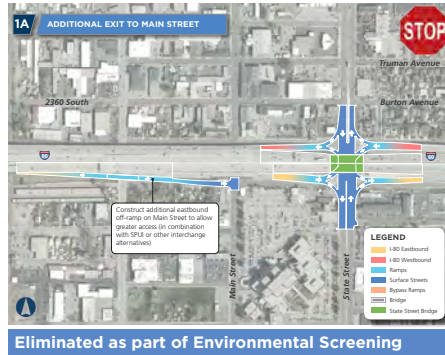 1A ADDITIONAL EXIT TO MAIN STREET
STOP
Truman Avenue
2360 South
Burton Avenue
80
80
Construct additional eastbound
off-ramp on Main Street to allow
greater access (in combination
with SPUI or other interchange
alternatives)
Main Street
State Street
LEGEND
I-80 Eastbound
I-80 Westbound
Ramps
Surface Streets
Bypass Ramps
Bridge
State Street Bridge
Eliminated as part of Environmental Screening